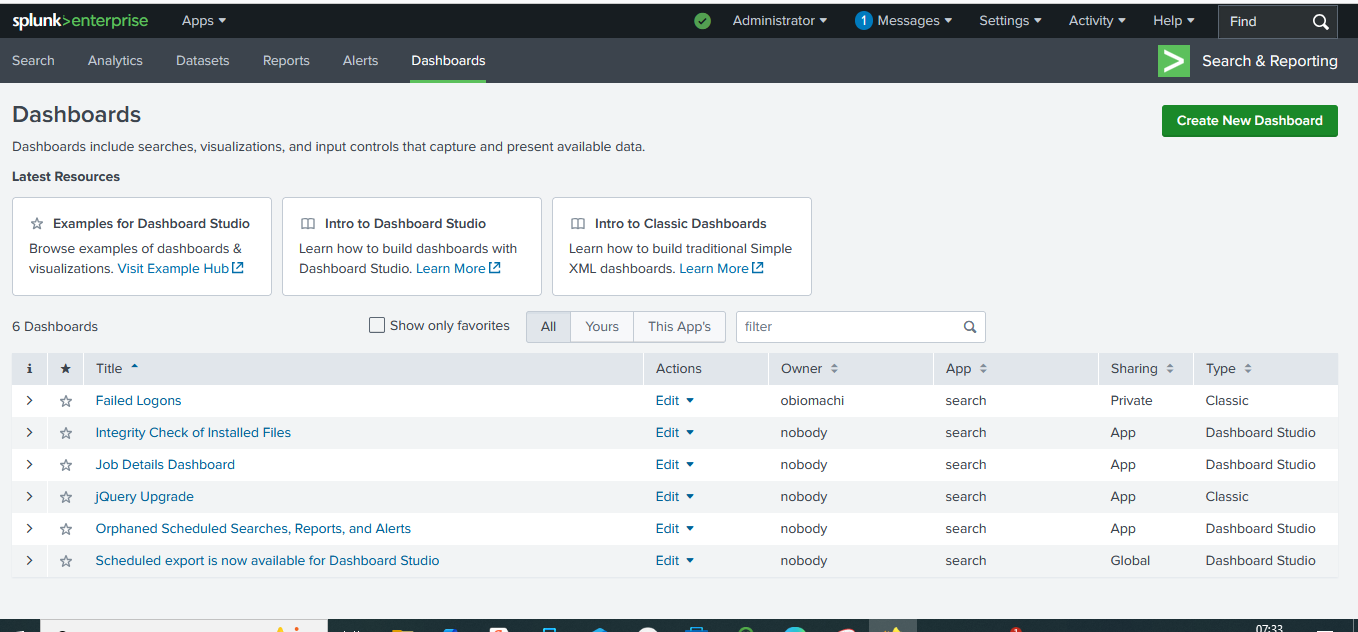 splunk>enterprise Apps Administrator 1 Messages Settings Activity Help Find
Search Analytics Datasets Reports Alerts Dashboards Search & Reporting
Dashboards
Create New Dashboard
Dashboards include searches, visualizations, and input controls that capture and present available data.
Latest Resources
Examples for Dashboard Studio
Browse examples of dashboards &
visualizations. Visit Example Hub
Intro to Dashboard Studio
Learn how to build dashboards with
Dashboard Studio. Learn More
Intro to Classic Dashboards
Learn how to build traditional Simple
XML dashboards. Learn More
6 Dashboards Show only favorites All Yours This App's filter
i Title Actions Owner App Sharing Type
Failed Logons Edit obiomachi search Private Classic
Integrity Check of Installed Files Edit nobody search App Dashboard Studio
Job Details Dashboard Edit nobody search App Dashboard Studio
jQuery Upgrade Edit nobody search App Classic
Orphaned Scheduled Searches, Reports, and Alerts Edit nobody search App Dashboard Studio
Scheduled export is now available for Dashboard Studio Edit nobody search Global Dashboard Studio
07:33